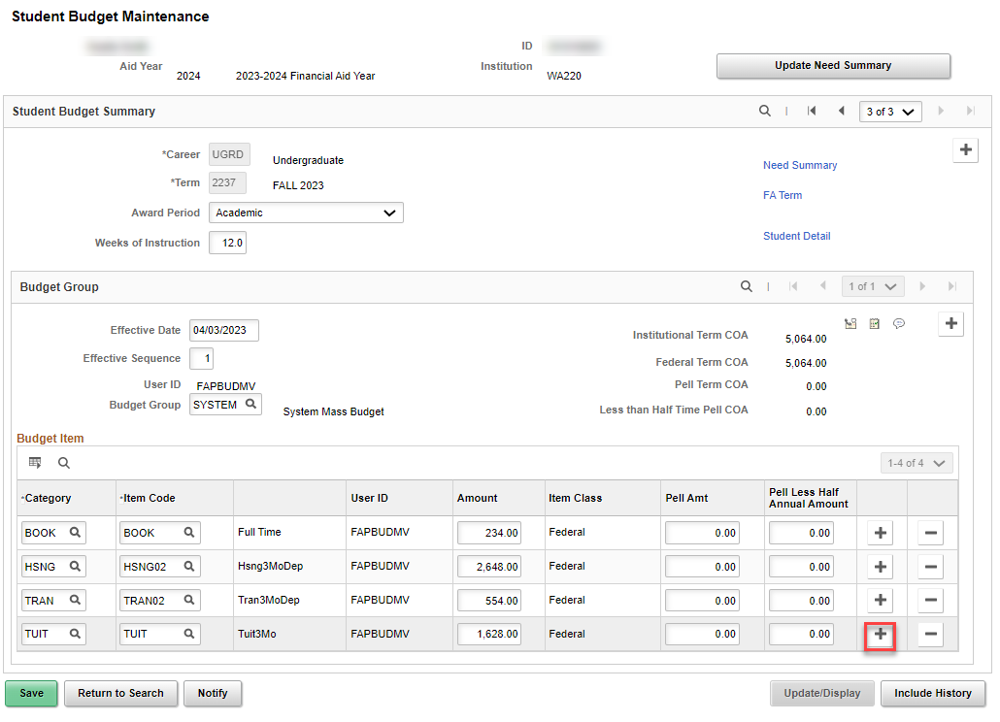 Student Budget Maintenance
ID
Aid Year 2024 2023-2024 Financial Aid Year Institution WA220
Update Need Summary
Student Budget Summary 3 of 3
*Career UGRD Undergraduate
Need Summary
*Term 2237 FALL 2023
FA Term
Award Period Academic
Student Detail
Weeks of Instruction 12.0
Budget Group 1 of 1
Effective Date 04/03/2023
Institutional Term COA 5,064.00
Effective Sequence 1
Federal Term COA 5,064.00
User ID FAPBUDMV
Pell Term COA 0.00
Budget Group SYSTEM System Mass Budget
Less than Half Time Pell COA 0.00
Budget Item
1-4 of 4
*Category *Item Code User ID Amount Item Class Pell Amt Pell Less Half
Annual Amount
BOOK BOOK Full Time FAPBUDMV 234.00 Federal 0.00 0.00
HSNG HSNG02 Hsng3MoDep FAPBUDMV 2,648.00 Federal 0.00 0.00
TRAN TRAN02 Tran3MoDep FAPBUDMV 554.00 Federal 0.00 0.00
TUIT TUIT Tuit3Mo FAPBUDMV 1,628.00 Federal 0.00 0.00
Save Return to Search Notify Update/Display Include History